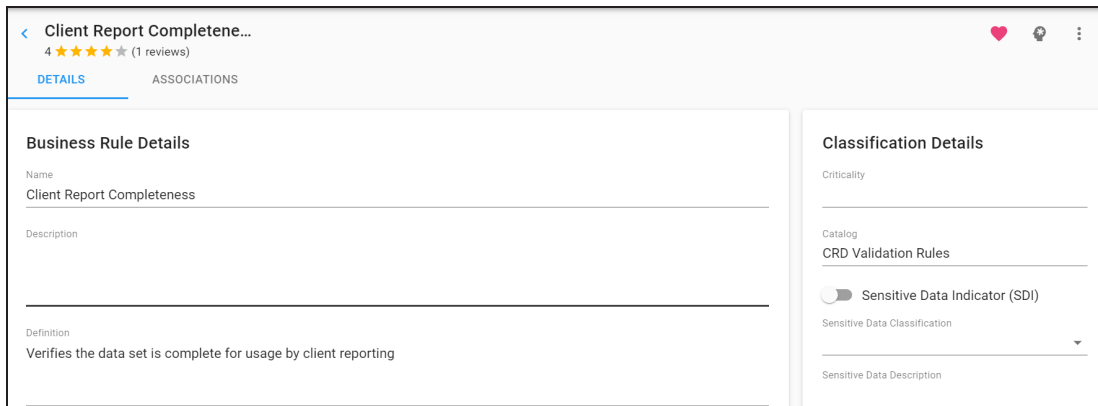 Client Report Completene...
4 (1 reviews)
DETAILS ASSOCIATIONS
Business Rule Details
Name
Client Report Completeness
Description
Definition
Verifies the data set is complete for usage by client reporting
Classification Details
Criticality
Catalog
CRD Validation Rules
Sensitive Data Indicator (SDI)
Sensitive Data Classification
Sensitive Data Description